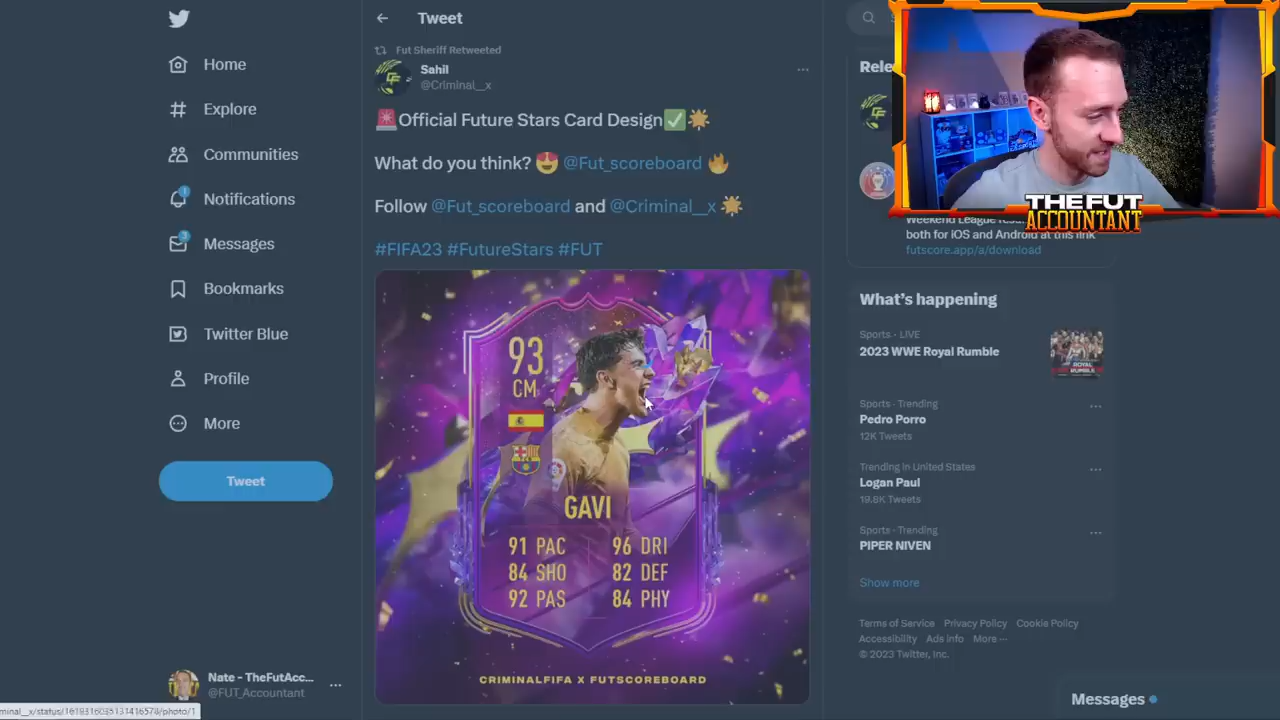 Home
Explore
Communities
1
Notifications
3
Messages
Bookmarks
Twitter Blue
Profile
More
Tweet
Nate - TheFutAcc...
@FUT_Accountant
Tweet
Fut Sheriff Retweeted
Sahil
@Criminal__x
🚨Official Future Stars Card Design✅🌟
What do you think? 😍 @Fut_scoreboard 🔥
Follow @Fut_scoreboard and @Criminal__x 🌟
#FIFA23 #FutureStars #FUT
93
CM
GAVI
91 PAC 96 DRI
84 SHO 82 DEF
92 PAS 84 PHY
CRIMINALFIFA X FUTSCOREBOARD
THE FUT
ACCOUNTANT
both for iOS and Android at this link
futscore.app/a/download
What's happening
Sports · LIVE
2023 WWE Royal Rumble
Sports · Trending
Pedro Porro
12K Tweets
Trending in United States
Logan Paul
19.8K Tweets
Sports · Trending
PIPER NIVEN
Show more
Terms of Service Privacy Policy Cookie Policy
Accessibility Ads info More ···
© 2023 Twitter, Inc.
Messages